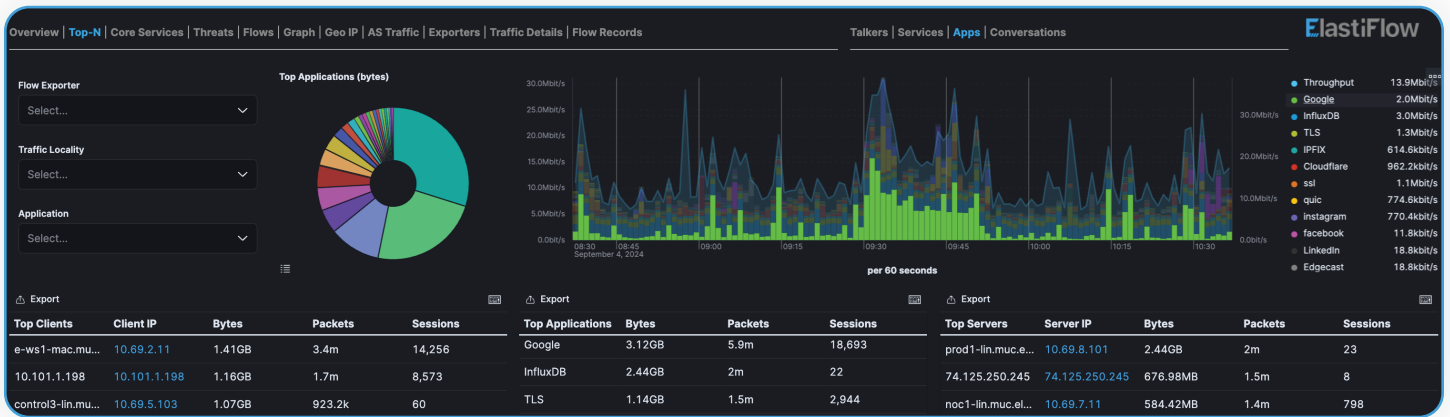 Overview | Top-N | Core Services | Threats | Flows | Graph | Geo IP | AS Traffic | Exporters | Traffic Details | Flow Records
Talkers | Services | Apps | Conversations
ElastiFlow
Flow Exporter
Select...
Traffic Locality
Select...
Application
Select...
Top Applications (bytes)
30.0Mbit/s
25.0Mbit/s
20.0Mbit/s
15.0Mbit/s
10.0Mbit/s
5.0Mbit/s
0.0bit/s
08:30 08:45 09:00 09:15 09:30 09:45 10:00 10:15 10:30
September 4, 2024
per 60 seconds
30.0Mbit/s
20.0Mbit/s
10.0Mbit/s
0.0bit/s
Throughput 13.9Mbit/s
Google 2.0Mbit/s
InfluxDB 3.0Mbit/s
TLS 1.3Mbit/s
IPFIX 614.6kbit/s
Cloudflare 962.2kbit/s
ssl 1.1Mbit/s
quic 774.6kbit/s
instagram 770.4kbit/s
facebook 11.8kbit/s
LinkedIn 18.8kbit/s
Edgecast 18.8kbit/s
Export
Top Clients Client IP Bytes Packets Sessions
e-ws1-mac.mu... 10.69.2.11 1.41GB 3.4m 14,256
10.101.1.198 10.101.1.198 1.16GB 1.7m 8,573
control3-lin.mu... 10.69.5.103 1.07GB 923.2k 60
Export
Top Applications Bytes Packets Sessions
Google 3.12GB 5.9m 18,693
InfluxDB 2.44GB 2m 22
TLS 1.14GB 1.5m 2,944
Export
Top Servers Server IP Bytes Packets Sessions
prod1-lin.muc.e... 10.69.8.101 2.44GB 2m 23
74.125.250.245 74.125.250.245 676.98MB 1.5m 8
noc1-lin.muc.el... 10.69.7.11 584.42MB 1.4m 798